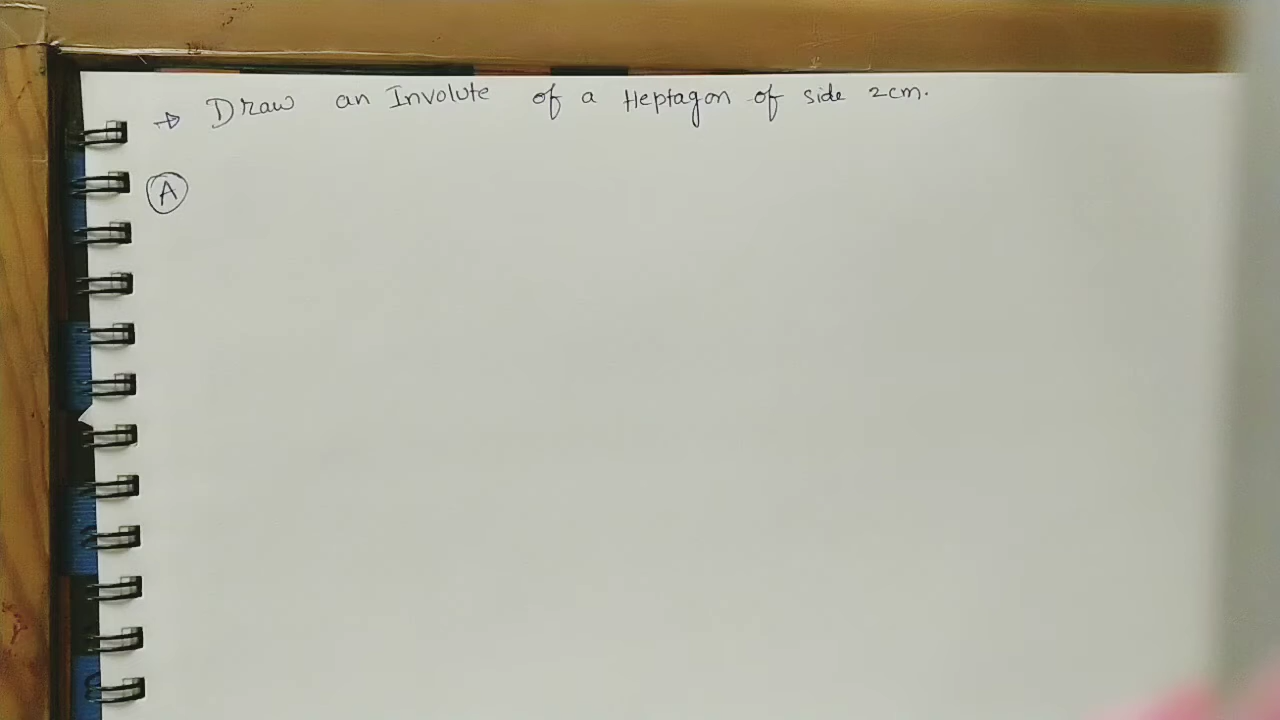 → Draw an Involute of a Heptagon of side 2cm.
A